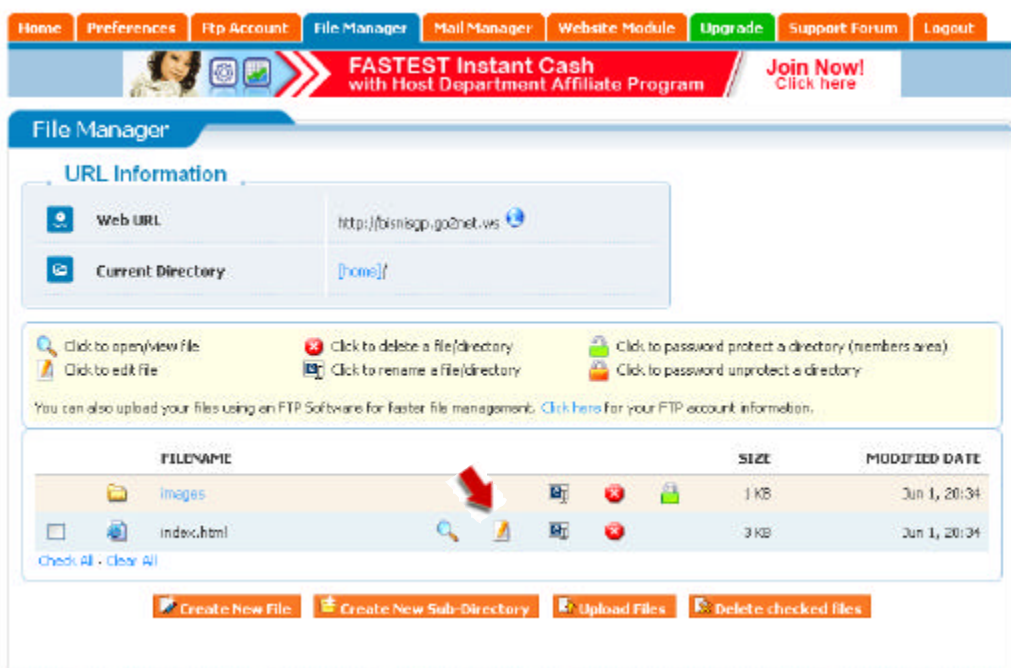 Home Preferences Ftp Account File Manager Mail Manager Website Module Upgrade Support Forum Logout
FASTEST Instant Cash
with Host Department Affiliate Program
Join Now!
Click here
File Manager
URL Information
Web URL http://bisnisgp.go2net.ws
Current Directory [home]/
Click to open/view file Click to delete a file/directory Click to password protect a directory (members area)
Click to edit file Click to rename a file/directory Click to password unprotect a directory
You can also upload your files using an FTP Software for faster file management. Click here for your FTP account information.
FILENAME SIZE MODIFIED DATE
images 1 KB Jun 1, 20:34
index.html 3 KB Jun 1, 20:34
Check All - Clear All
Create New File Create New Sub-Directory Upload Files Delete checked files